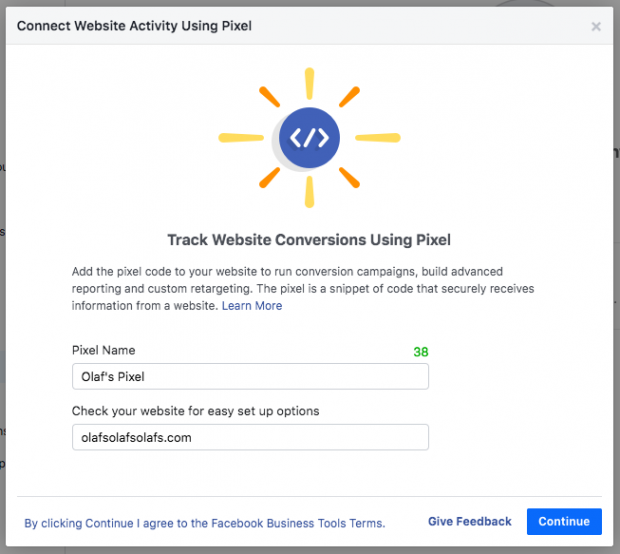 Connect Website Activity Using Pixel
×
</>
Track Website Conversions Using Pixel
Add the pixel code to your website to run conversion campaigns, build advanced
reporting and custom retargeting. The pixel is a snippet of code that securely receives
information from a website. Learn More
Pixel Name 38
Olaf's Pixel
Check your website for easy set up options
olafsolafsolafs.com
By clicking Continue I agree to the Facebook Business Tools Terms. Give Feedback Continue